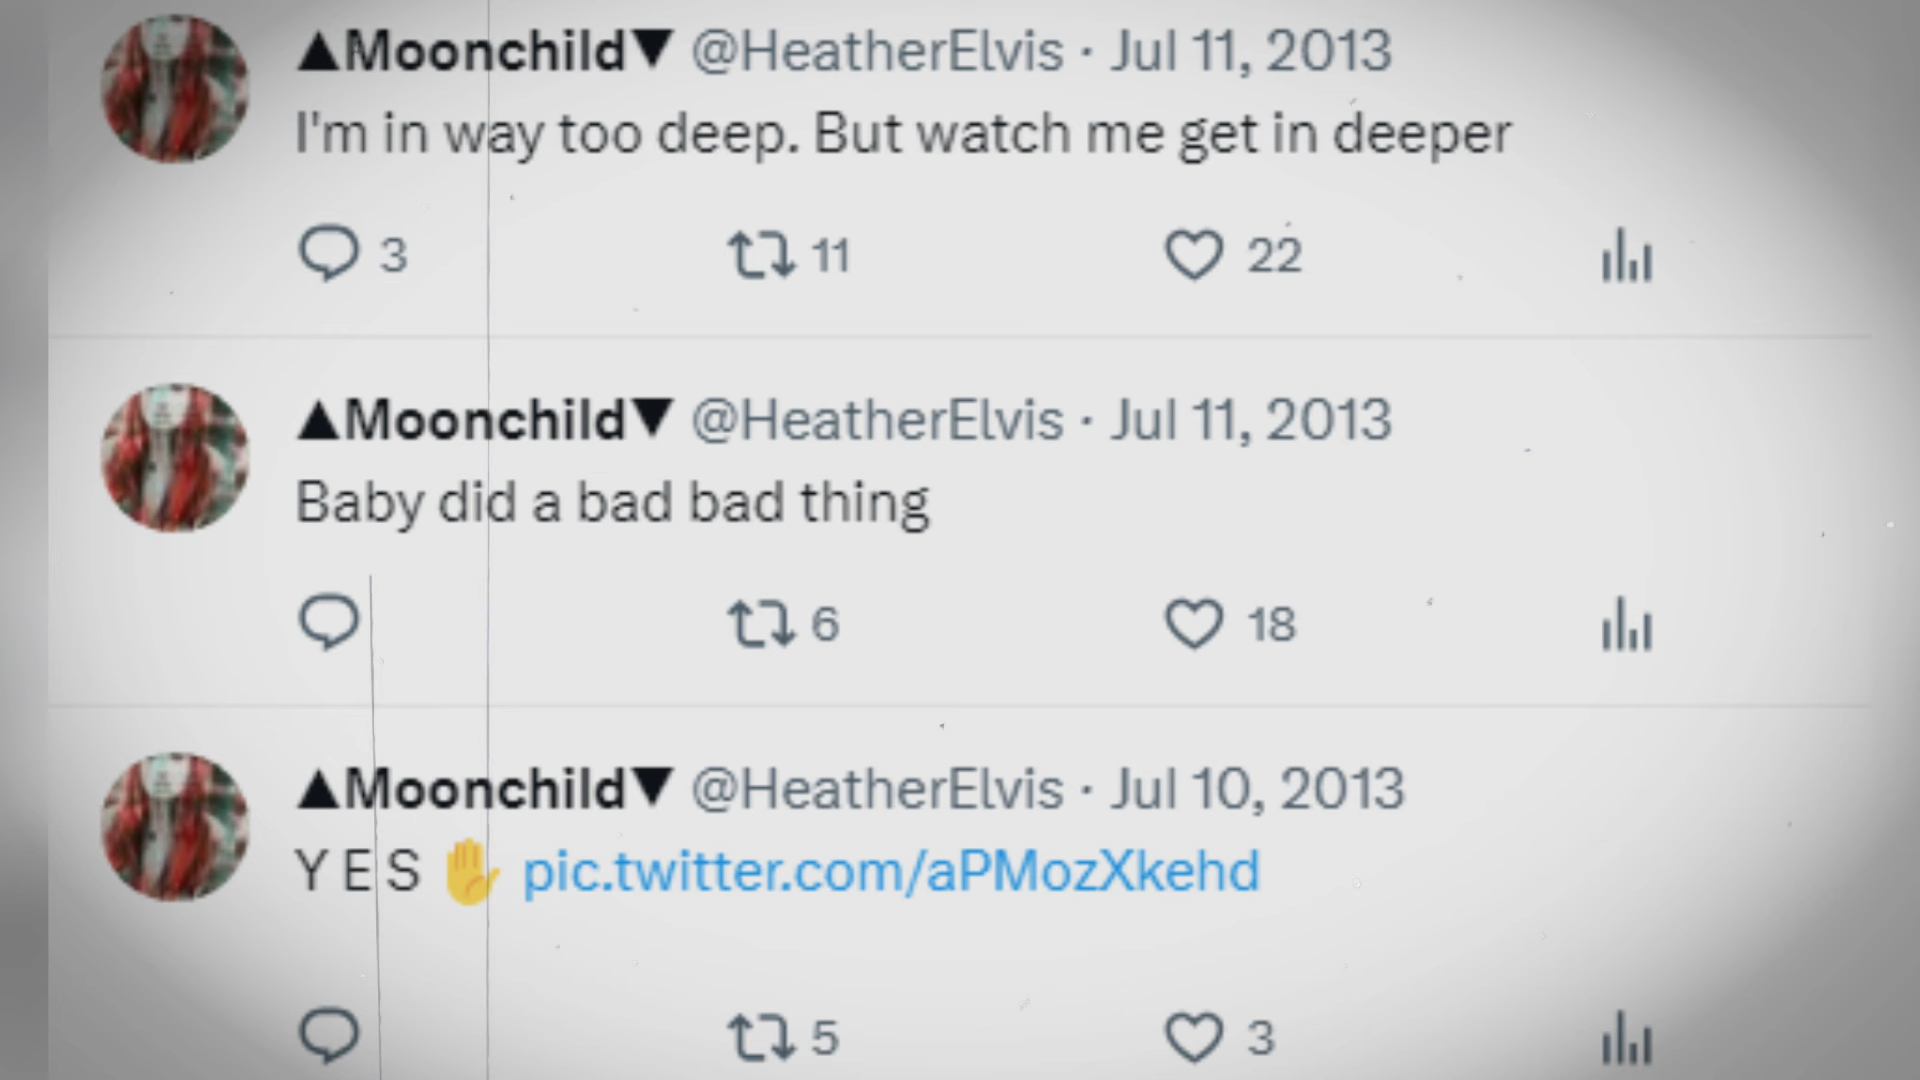 ▲Moonchild▼ @HeatherElvis · Jul 11, 2013
I'm in way too deep. But watch me get in deeper
3 11 22
▲Moonchild▼ @HeatherElvis · Jul 11, 2013
Baby did a bad bad thing
6 18
▲Moonchild▼ @HeatherElvis · Jul 10, 2013
Y E S ✋ pic.twitter.com/aPMozXkehd
5 3